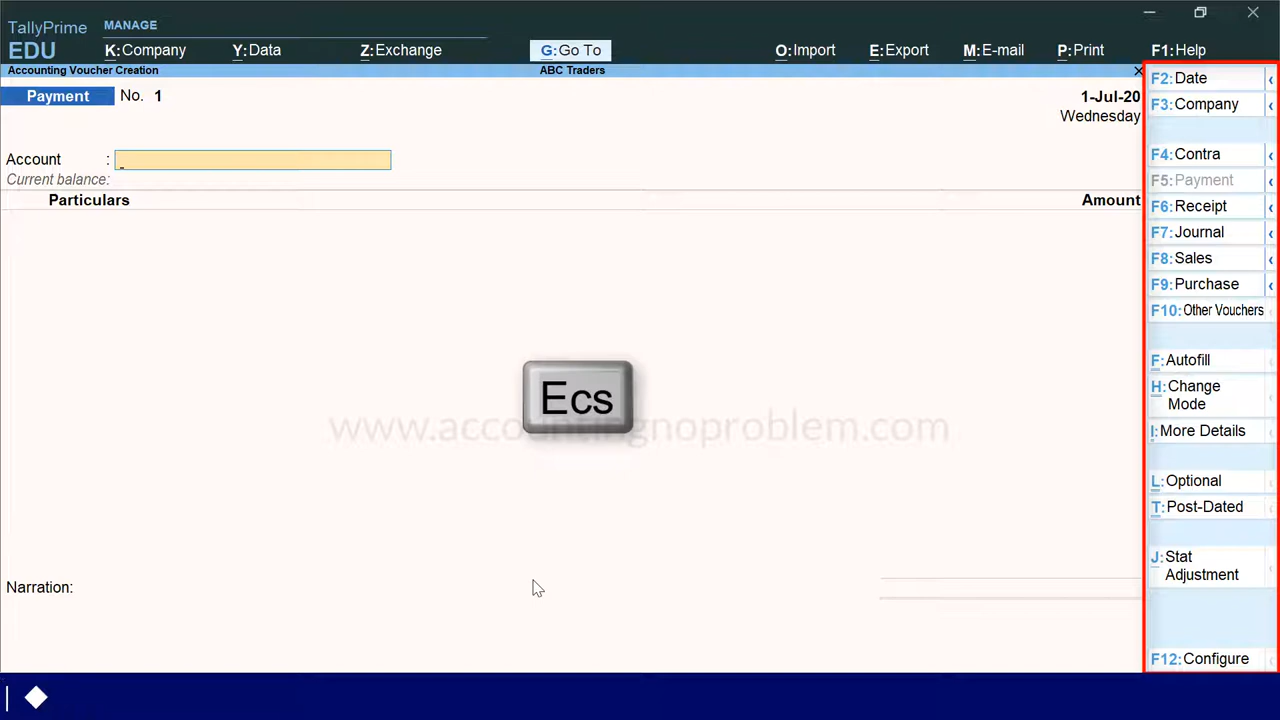 TallyPrime MANAGE
EDU K:Company Y:Data Z:Exchange G:Go To O:Import E:Export M:E-mail P:Print F1:Help
Accounting Voucher Creation ABC Traders ×
Payment No. 1 1-Jul-20
Wednesday
Account :
Current balance:
Particulars Amount
Ecs
www.accountingnoproblem.com
Narration:
F2:Date
F3:Company
F4:Contra
F5:Payment
F6:Receipt
F7:Journal
F8:Sales
F9:Purchase
F10:Other Vouchers
F:Autofill
H:Change
Mode
I:More Details
L:Optional
T:Post-Dated
J:Stat
Adjustment
F12:Configure